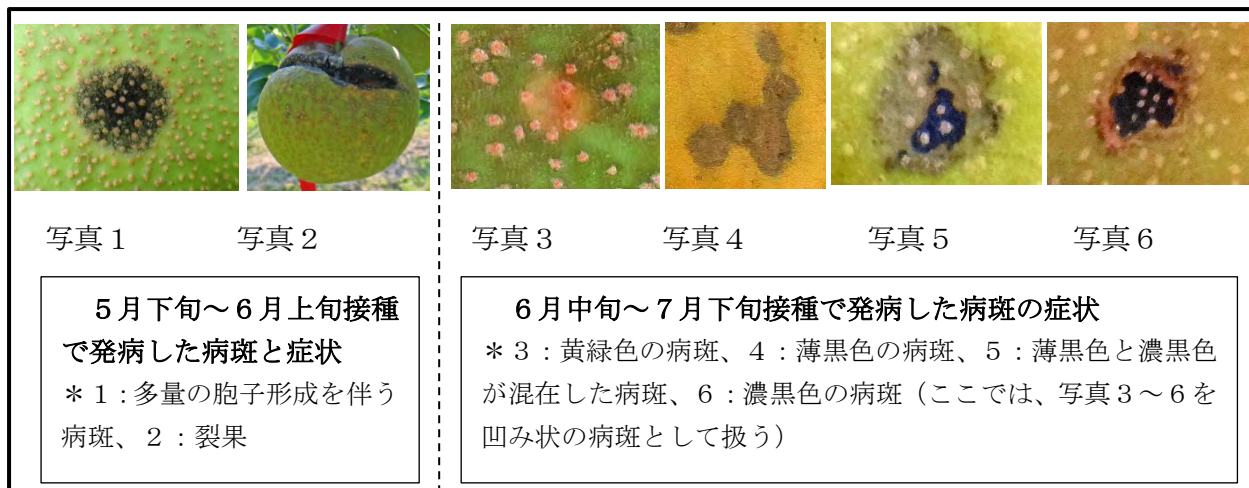 写真1
写真2
写真3
写真4
写真5
写真6
５月下旬～６月上旬接種
で発病した病斑と症状
＊１：多量の胞子形成を伴う
病斑、２：裂果
６月中旬～７月下旬接種で発病した病斑の症状
＊３：黄緑色の病斑、４：薄黒色の病斑、５：薄黒色と濃黒色
が混在した病斑、６：濃黒色の病斑（ここでは、写真３～６を
凹み状の病斑として扱う）